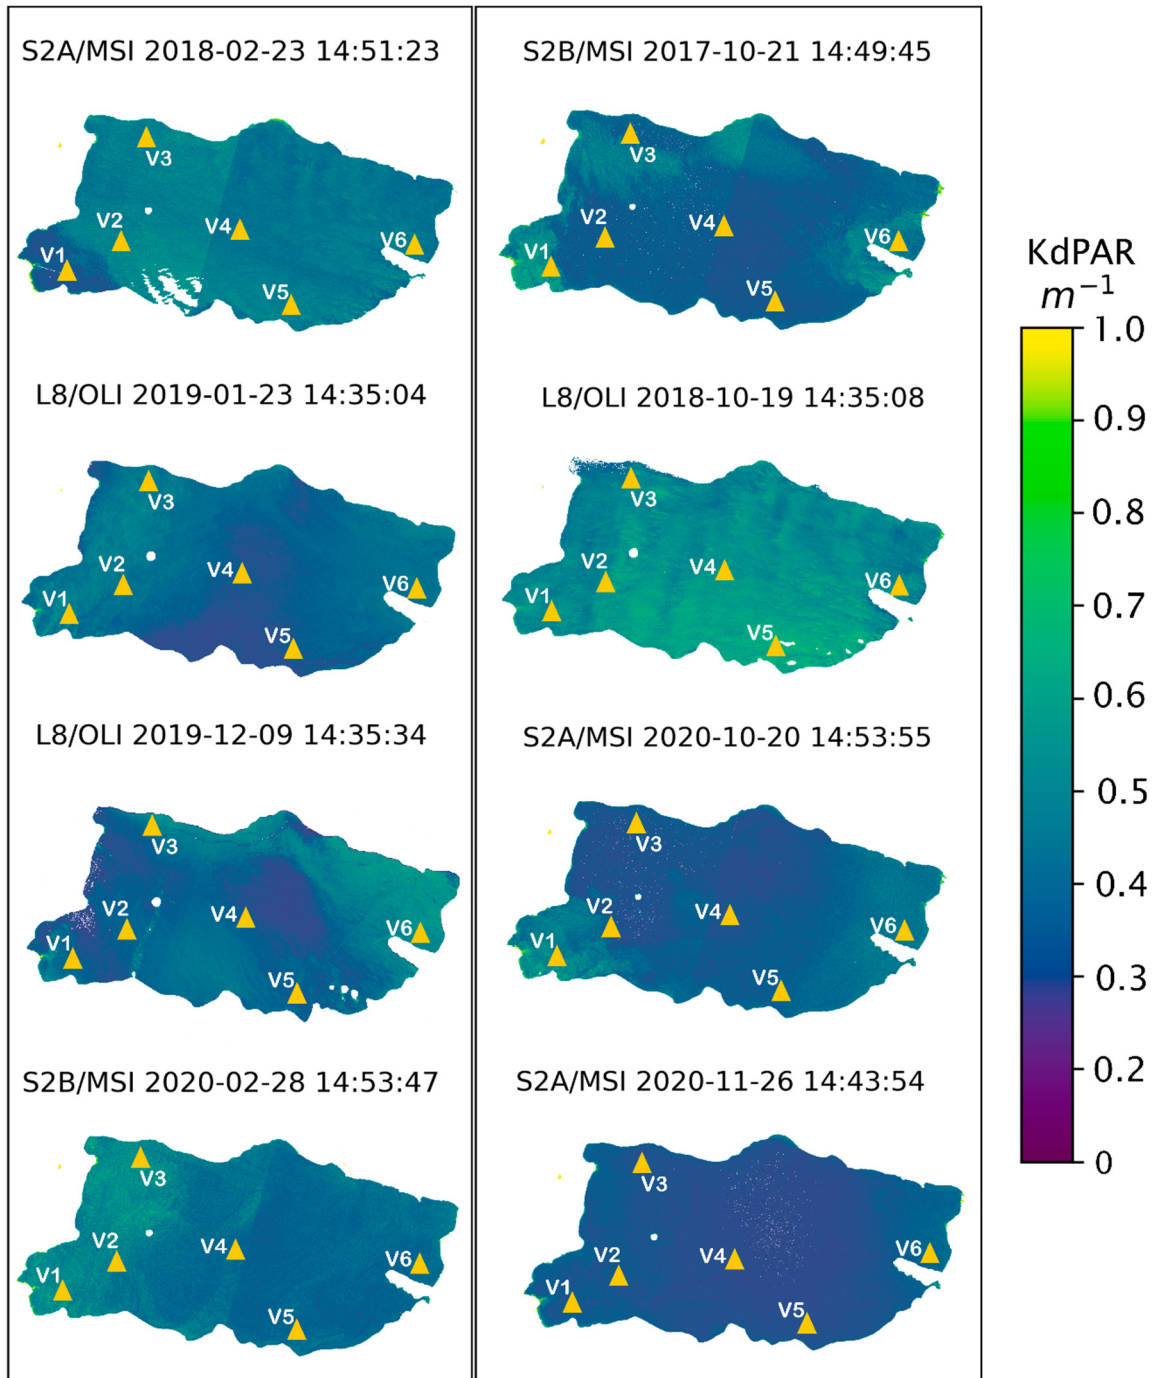 S2A/MSI 2018-02-23 14:51:23
V3
V2
V4
V1
V6
V5
L8/OLI 2019-01-23 14:35:04
V3
V2
V4
V1
V6
V5
L8/OLI 2019-12-09 14:35:34
V3
V2
V4
V1
V6
V5
S2B/MSI 2020-02-28 14:53:47
V3
V2
V4
V1
V6
V5
S2B/MSI 2017-10-21 14:49:45
V3
V2
V4
V1
V6
V5
L8/OLI 2018-10-19 14:35:08
V3
V2
V4
V1
V6
V5
S2A/MSI 2020-10-20 14:53:55
V3
V2
V4
V1
V6
V5
S2A/MSI 2020-11-26 14:43:54
V3
V2
V4
V1
V6
V5
KdPAR
m⁻¹
1.0
0.9
0.8
0.7
0.6
0.5
0.4
0.3
0.2
0